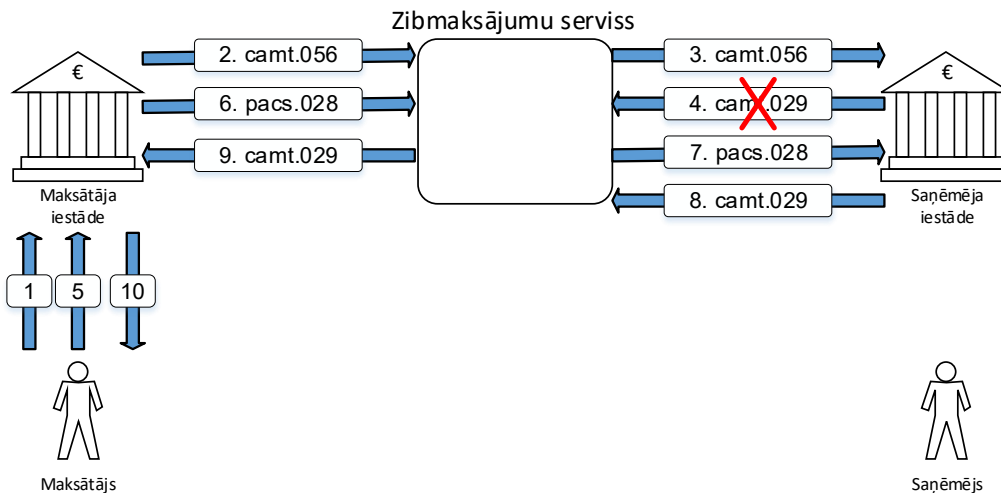 Zibmaksājumu serviss
2. camt.056
3. camt.056
€
€
6. pacs.028
4. camt.029
9. camt.029
7. pacs.028
8. camt.029
Maksātāja
iestāde
Saņēmēja
iestāde
1
5
10
Maksātājs
Saņēmējs